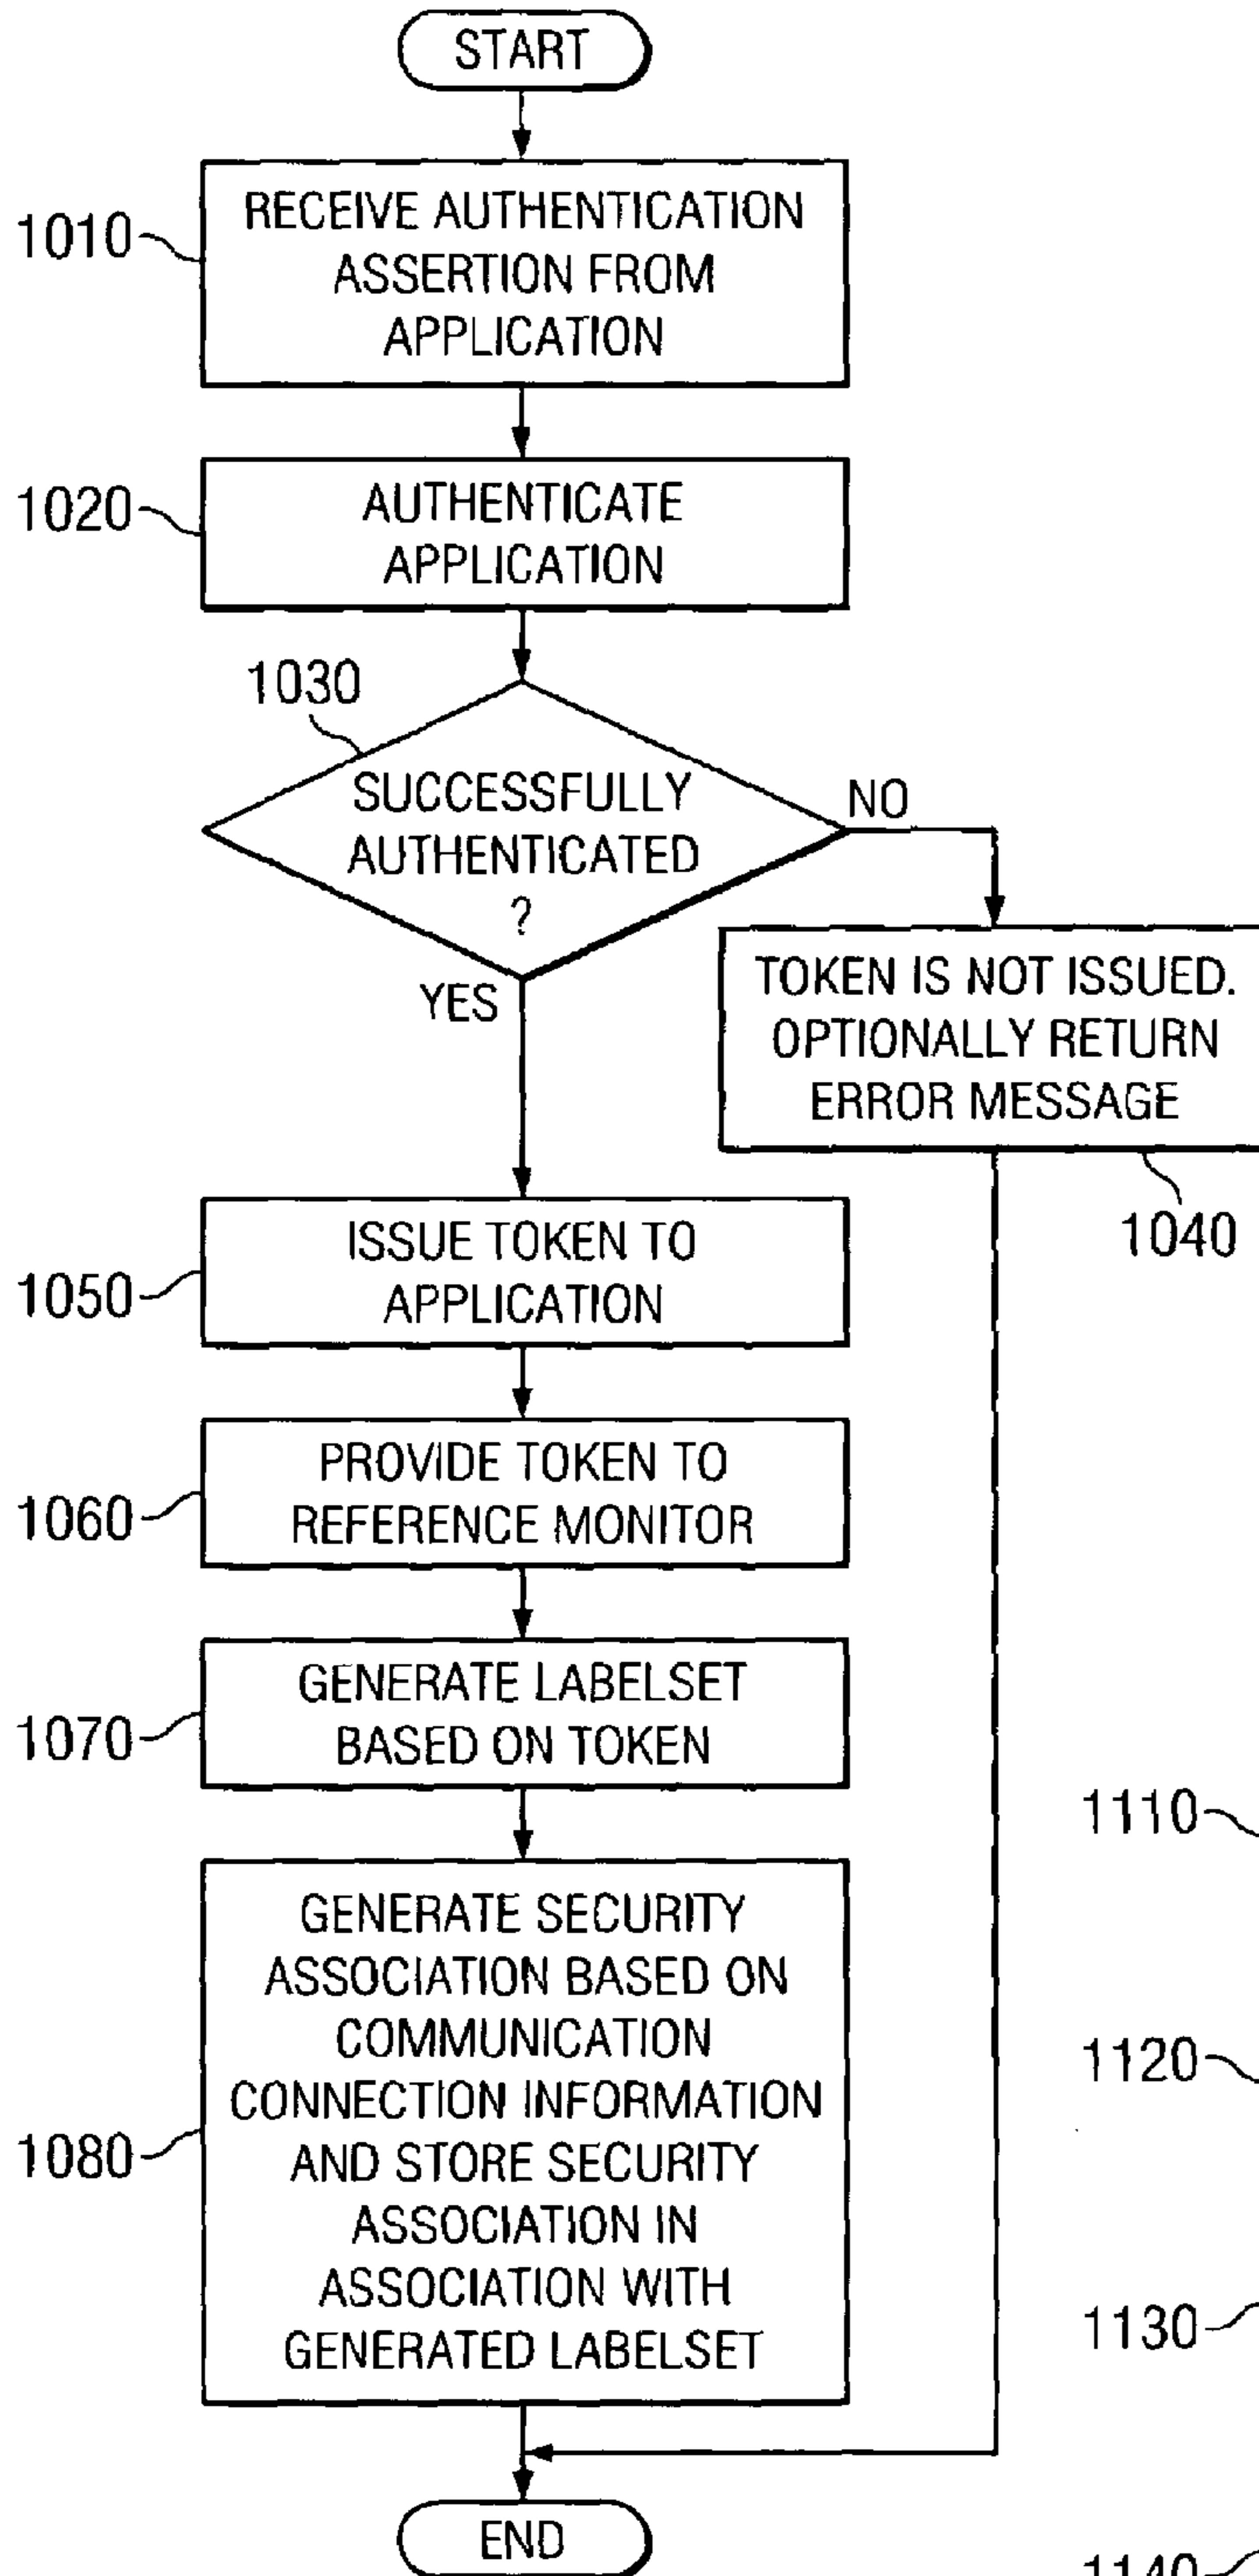 START
1010
RECEIVE AUTHENTICATION
ASSERTION FROM
APPLICATION
1020
AUTHENTICATE
APPLICATION
1030
SUCCESSFULLY
AUTHENTICATED
?
NO
YES
TOKEN IS NOT ISSUED.
OPTIONALLY RETURN
ERROR MESSAGE
1040
1050
ISSUE TOKEN TO
APPLICATION
1060
PROVIDE TOKEN TO
REFERENCE MONITOR
1070
GENERATE LABELSET
BASED ON TOKEN
1080
GENERATE SECURITY
ASSOCIATION BASED ON
COMMUNICATION
CONNECTION INFORMATION
AND STORE SECURITY
ASSOCIATION IN
ASSOCIATION WITH
GENERATED LABELSET
END
1110
1120
1130
1140